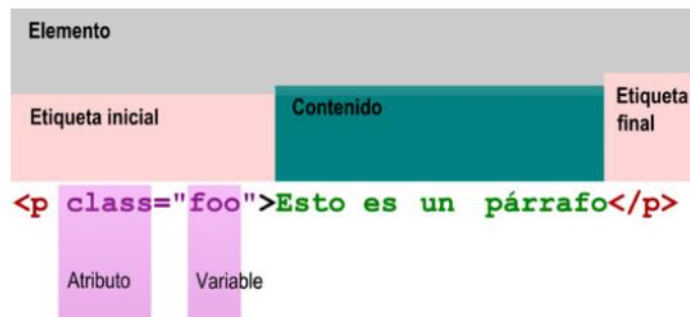 Elemento
Etiqueta inicial
Contenido
Etiqueta
final
<p class="foo">Esto es un párrafo</p>
Atributo
Variable